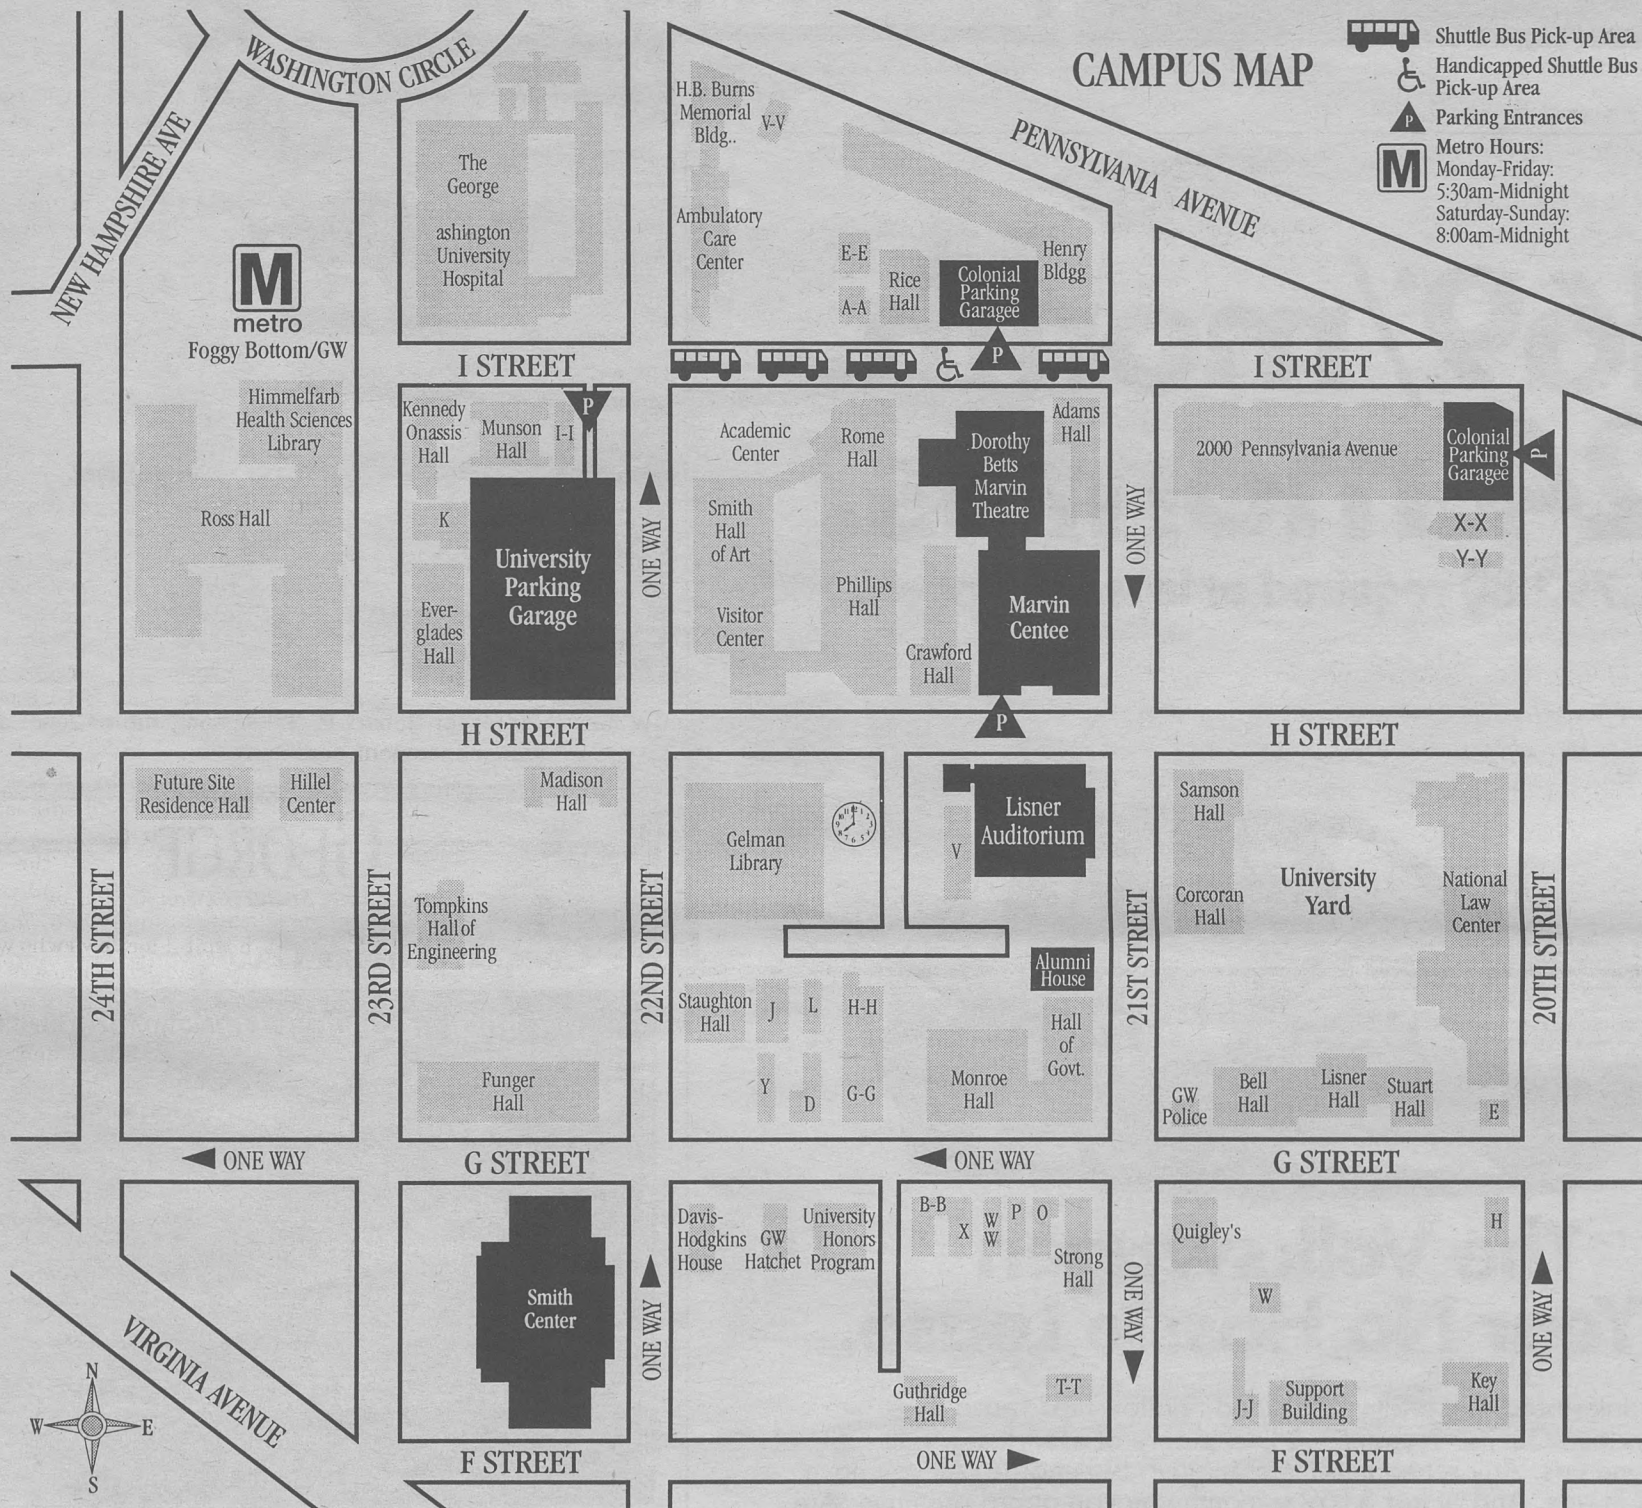 WASHINGTON CIRCLE
CAMPUS MAP
Shuttle Bus Pick-up Area
Handicapped Shuttle Bus
Pick-up Area
P
Parking Entrances
M
Metro Hours:
Monday-Friday:
5:30am-Midnight
Saturday-Sunday:
8:00am-Midnight
NEW HAMPSHIRE AVE
PENNSYLVANIA AVENUE
H.B. Burns
Memorial
Bldg..
V-V
The
George
ashington
University
Hospital
Ambulatory
Care
Center
E-E
A-A
Rice
Hall
Colonial
Parking
Garagee
Henry
Bldgg
M
metro
Foggy Bottom/GW
I STREET
P
I STREET
Himmelfarb
Health Sciences
Library
Ross Hall
Kennedy
Onassis
Hall
Munson
Hall
I-I
P
K
Ever-
glades
Hall
University
Parking
Garage
ONE WAY
Academic
Center
Rome
Hall
Smith
Hall
of Art
Visitor
Center
Phillips
Hall
Dorothy
Betts
Marvin
Theatre
Adams
Hall
Marvin
Centee
Crawford
Hall
P
ONE WAY
2000 Pennsylvania Avenue
Colonial
Parking
Garagee
P
X-X
Y-Y
H STREET
H STREET
Future Site
Residence Hall
Hillel
Center
Madison
Hall
Tompkins
Hall of
Engineering
Funger
Hall
24TH STREET
23RD STREET
22ND STREET
21ST STREET
20TH STREET
Gelman
Library
V
Lisner
Auditorium
Alumni
House
Staughton
Hall
J
L
H-H
Y
D
G-G
Monroe
Hall
Hall
of
Govt.
Samson
Hall
Corcoran
Hall
University
Yard
National
Law
Center
GW
Police
Bell
Hall
Lisner
Hall
Stuart
Hall
E
ONE WAY
G STREET
ONE WAY
G STREET
Smith
Center
ONE WAY
Davis-
Hodgkins
House
GW
Hatchet
University
Honors
Program
B-B
X
W
W
P
O
Strong
Hall
Guthridge
Hall
T-T
ONE WAY
Quigley's
H
W
J-J
Support
Building
Key
Hall
ONE WAY
VIRGINIA AVENUE
N
W
E
S
F STREET
ONE WAY
F STREET